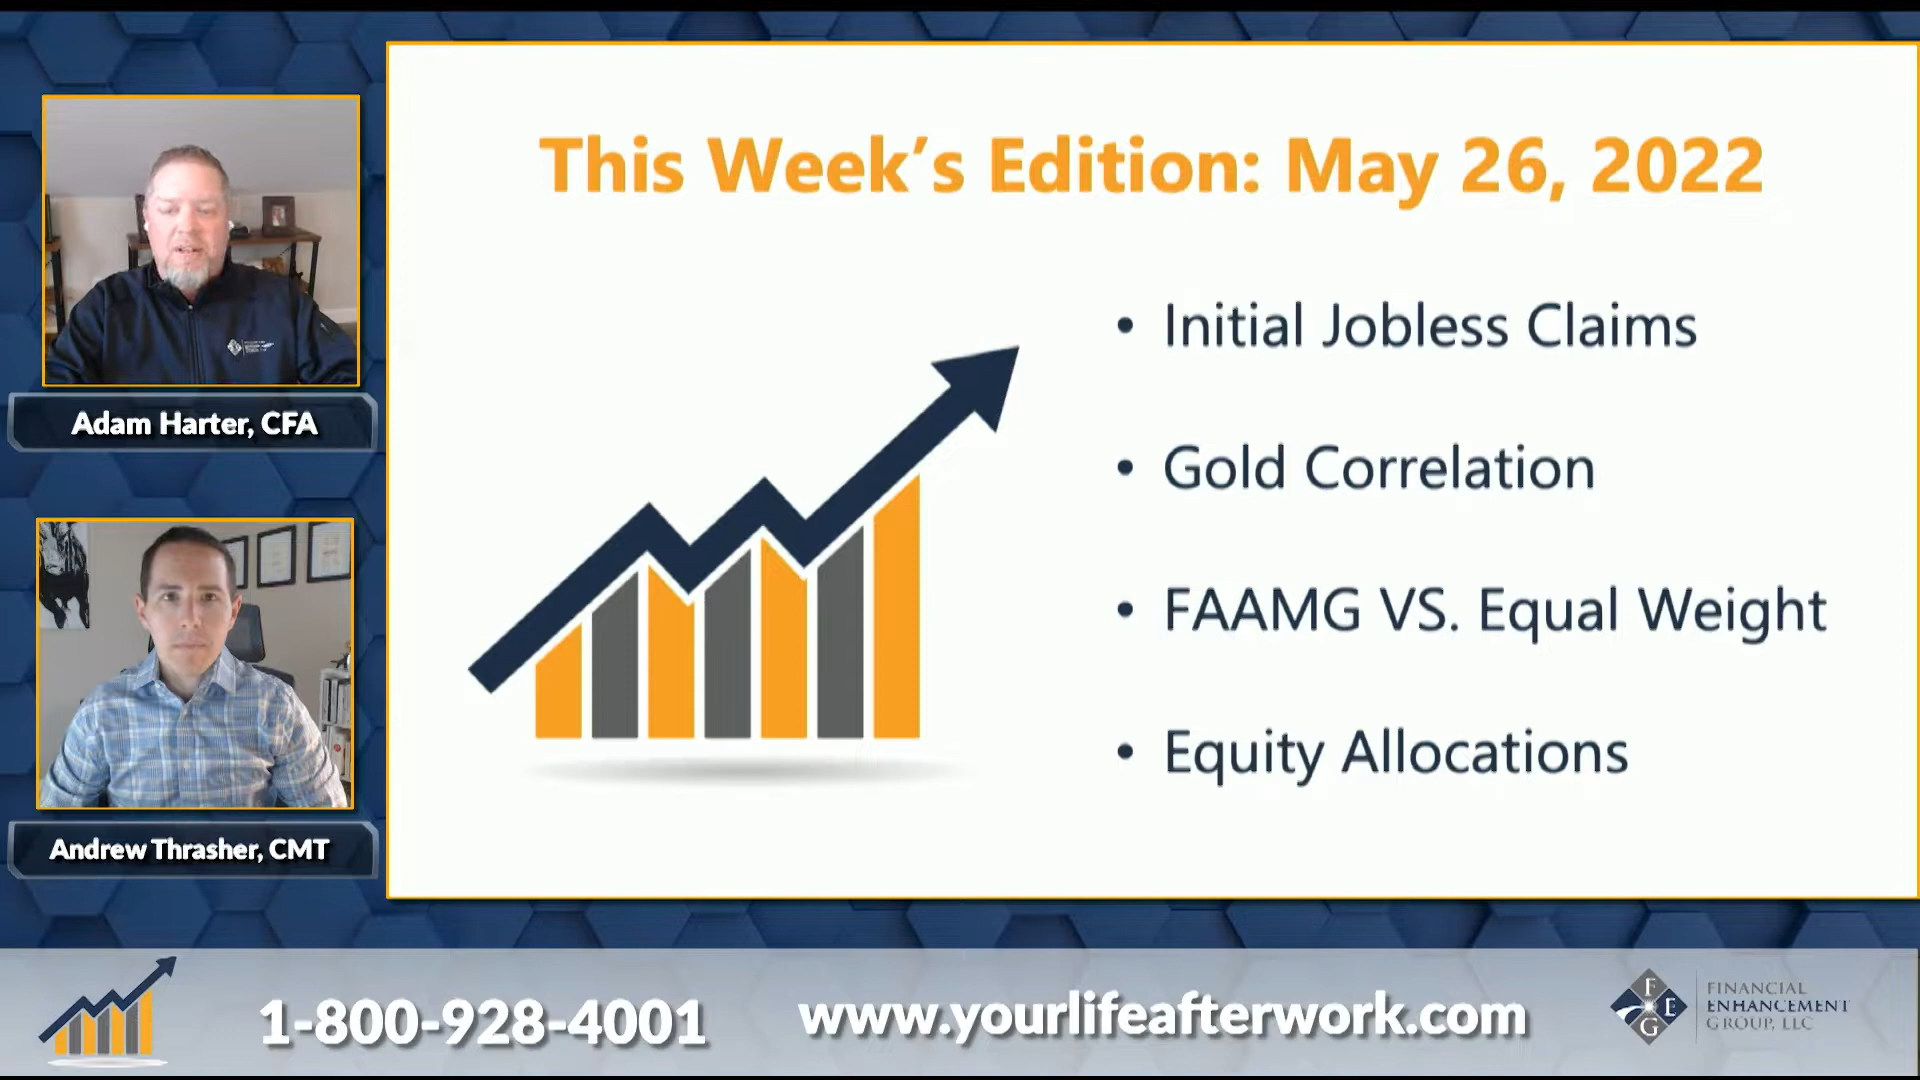 This Week’s Edition: May 26, 2022
• Initial Jobless Claims
• Gold Correlation
• FAAMG VS. Equal Weight
• Equity Allocations
Adam Harter, CFA
Andrew Thrasher, CMT
1-800-928-4001
www.yourlifeafterwork.com
F
E
G
FINANCIAL
ENHANCEMENT
GROUP, LLC